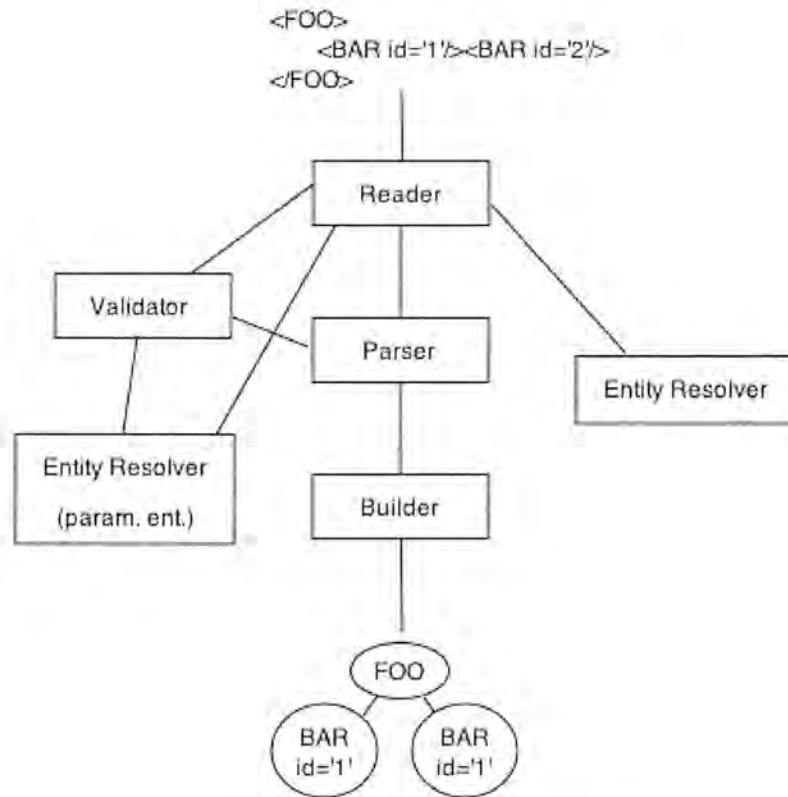 <FOO>
<BAR id='1'/><BAR id='2'/>
</FOO>
Reader
Validator
Parser
Entity Resolver
Entity Resolver
(param. ent.)
Builder
FOO
BAR
id='1'
BAR
id='1'